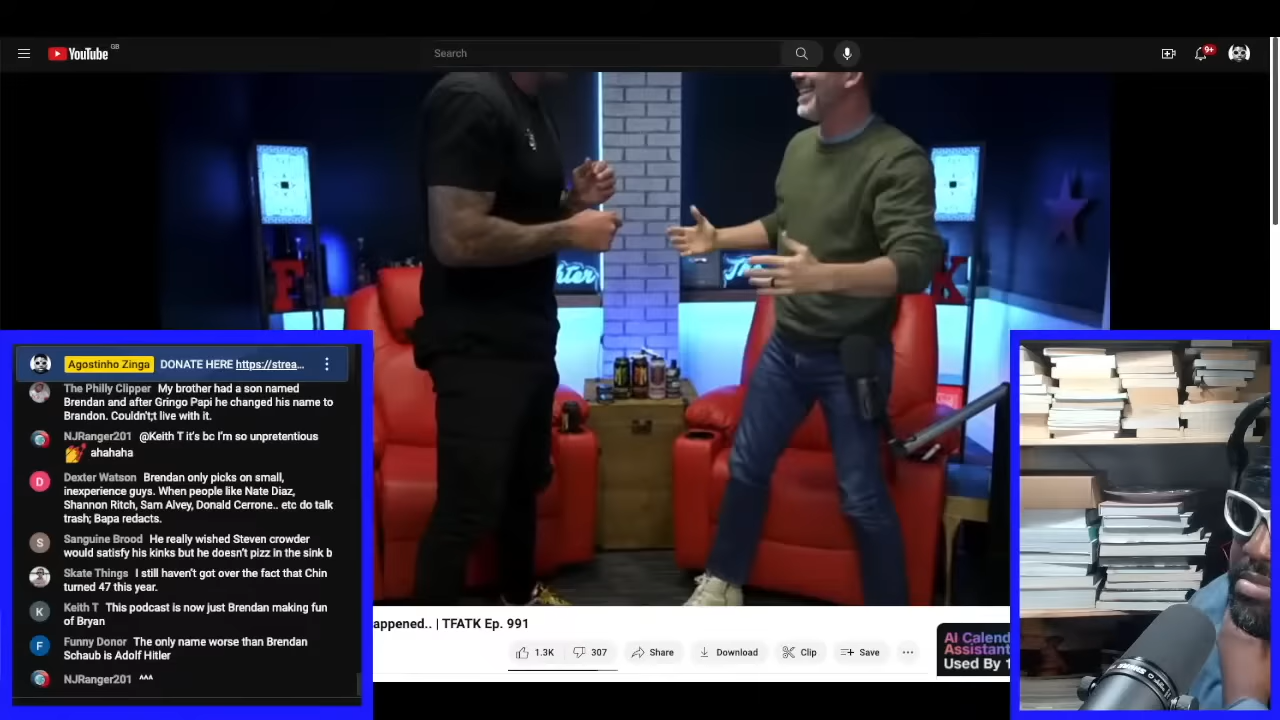 YouTube GB
Search
9+
hter
F
K
Agostinho Zinga DONATE HERE https://strea...
The Philly Clipper My brother had a son named
Brendan and after Gringo Papi he changed his name to
Brandon. Couldn't;t live with it.
NJRanger201 @Keith T it's bc I'm so unpretentious
ahahaha
D Dexter Watson Brendan only picks on small,
inexperience guys. When people like Nate Diaz,
Shannon Ritch, Sam Alvey, Donald Cerrone.. etc do talk
trash; Bapa redacts.
S Sanguine Brood He really wished Steven crowder
would satisfy his kinks but he doesn't pizz in the sink b
Skate Things I still haven't got over the fact that Chin
turned 47 this year.
K Keith T This podcast is now just Brendan making fun
of Bryan
F Funny Donor The only name worse than Brendan
Schaub is Adolf Hitler
NJRanger201 ^^^
appened.. | TFATK Ep. 991
1.3K 307 Share Download Clip Save ...
AI Calend
Assistan
Used By 1
SHURE